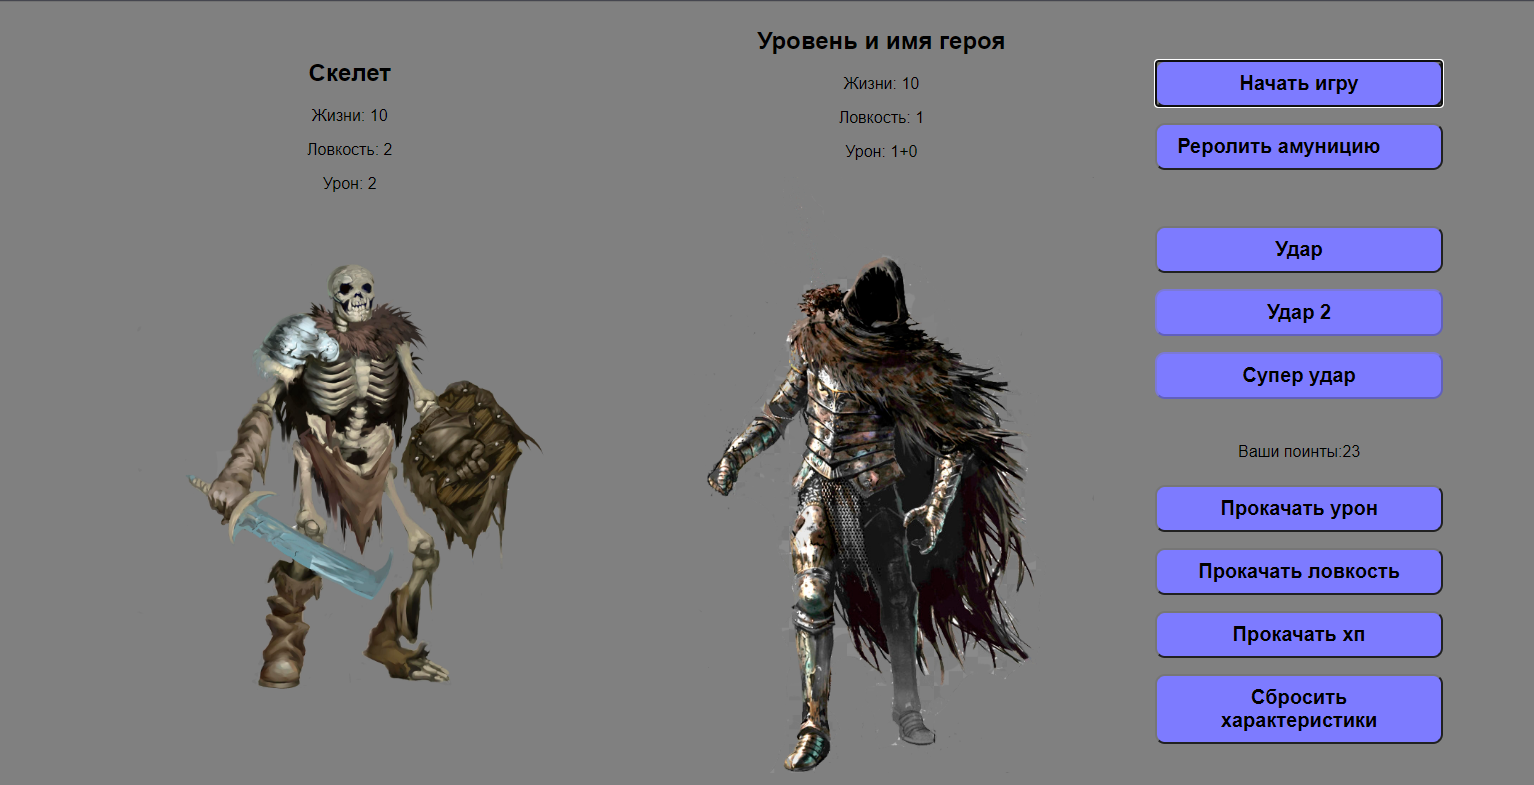 Скелет
Жизни: 10
Ловкость: 2
Урон: 2
Уровень и имя героя
Жизни: 10
Ловкость: 1
Урон: 1+0
Начать игру
Реролить амуницию
Удар
Удар 2
Супер удар
Ваши поинты:23
Прокачать урон
Прокачать ловкость
Прокачать хп
Сбросить
характеристики